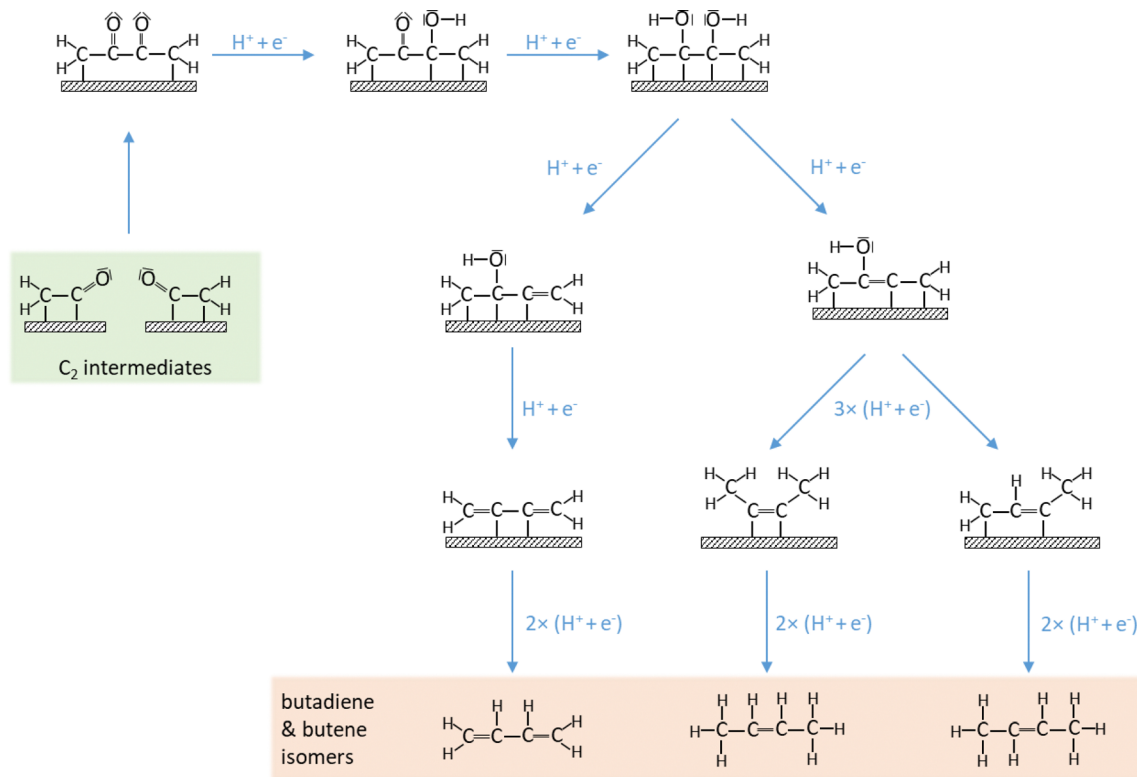 H O O H
H C C C C H
H H
H⁺ + e⁻
O O H
H C C C C H
H H
H⁺ + e⁻
H O O H
H C C C C H
H H
H⁺ + e⁻
H⁺ + e⁻
H C C O
H
O C C H
H
C₂ intermediates
H O
H C C C C H
H H
H O
H C C C C H
H H
H⁺ + e⁻
3× (H⁺ + e⁻)
H C C C C H
H H
H H
H C C H
H H
C C
H
H C H
H C C C H
H H
2× (H⁺ + e⁻)
2× (H⁺ + e⁻)
2× (H⁺ + e⁻)
butadiene
& butene
isomers
H H
H C C C C H
H H
H H H H
H C C C C H
H H
H H H
H C C C C H
H H H